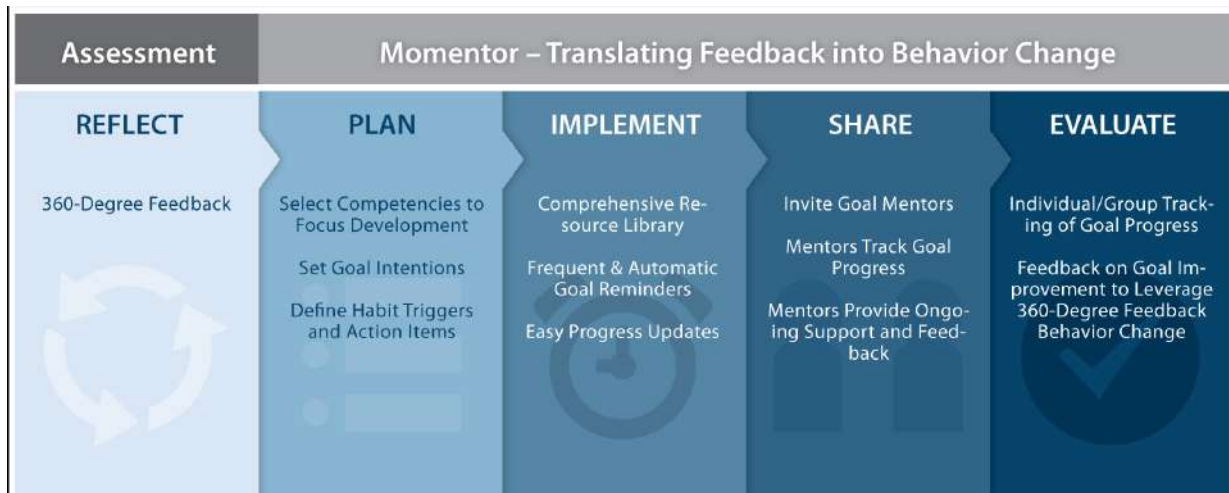 Assessment
Momentor – Translating Feedback into Behavior Change
REFLECT
360-Degree Feedback
PLAN
Select Competencies to
Focus Development
Set Goal Intentions
Define Habit Triggers
and Action Items
IMPLEMENT
Comprehensive Re-
source Library
Frequent & Automatic
Goal Reminders
Easy Progress Updates
SHARE
Invite Goal Mentors
Mentors Track Goal
Progress
Mentors Provide Ongo-
ing Support and Feed-
back
EVALUATE
Individual/Group Track-
ing of Goal Progress
Feedback on Goal Im-
provement to Leverage
360-Degree Feedback
Behavior Change